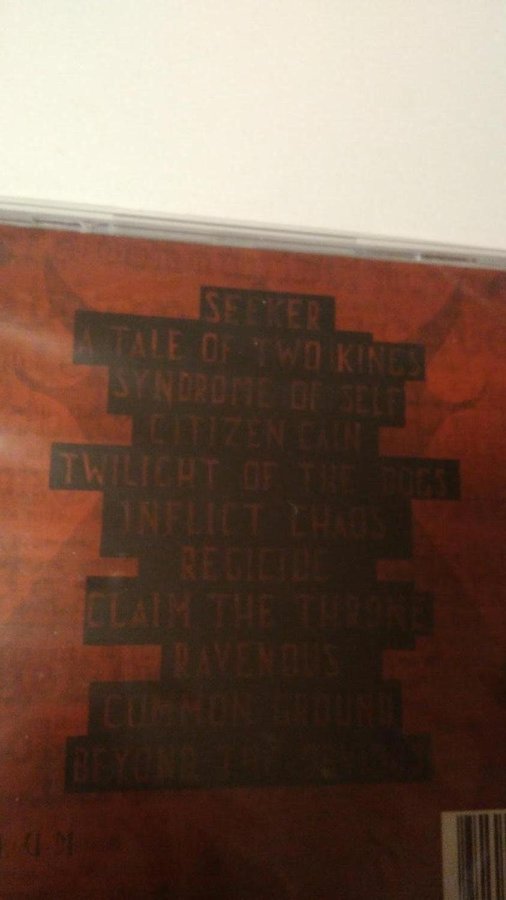 SEEKER
A TALE OF TWO KINGS
SYNDROME OF SELF
CITIZEN CAIN
TWILIGHT OF THE DOGS
INFLICT CHAOS
REGICIDE
CLAIM THE THRONE
RAVENOUS
COMMON GROUND
BEYOND THE